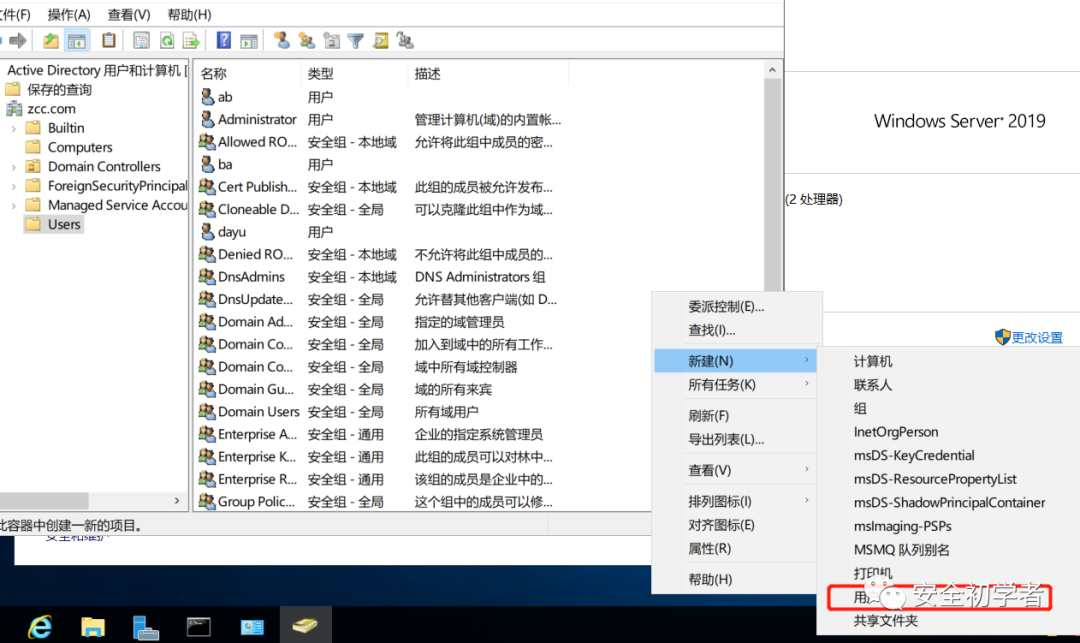 文件(F) 操作(A) 查看(V) 帮助(H)
Active Directory 用户和计算机 [
保存的查询
zcc.com
Builtin
Computers
Domain Controllers
ForeignSecurityPrincipal
Managed Service Accou
Users
名称 类型 描述
ab 用户
Administrator 用户 管理计算机(域)的内置帐...
Allowed RO... 安全组 - 本地域 允许将此组中成员的密...
ba 用户
Cert Publish... 安全组 - 本地域 此组的成员被允许发布...
Cloneable D... 安全组 - 全局 可以克隆此组中作为域...
dayu 用户
Denied RO... 安全组 - 本地域 不允许将此组中成员的...
DnsAdmins 安全组 - 本地域 DNS Administrators 组
DnsUpdate... 安全组 - 全局 允许替其他客户端(如 D...
Domain Ad... 安全组 - 全局 指定的域管理员
Domain Co... 安全组 - 全局 加入到域中的所有工作...
Domain Co... 安全组 - 全局 域中所有域控制器
Domain Gu... 安全组 - 全局 域的所有来宾
Domain Users 安全组 - 全局 所有域用户
Enterprise A... 安全组 - 通用 企业的指定系统管理员
Enterprise K... 安全组 - 通用 此组的成员可以对林中...
Enterprise R... 安全组 - 通用 该组的成员是企业中的...
Group Polic... 安全组 - 全局 这个组中的成员可以修...
此容器中创建一新的项目。
安全和维护
Windows Server® 2019
(2 处理器)
更改设置
委派控制(E)...
查找(I)...
新建(N)
所有任务(K)
刷新(F)
导出列表(L)...
查看(V)
排列图标(I)
对齐图标(E)
属性(R)
帮助(H)
计算机
联系人
组
InetOrgPerson
msDS-KeyCredential
msDS-ResourcePropertyList
msDS-ShadowPrincipalContainer
msImaging-PSPs
MSMQ 队列别名
打印机
用户
共享文件夹
安全初学者